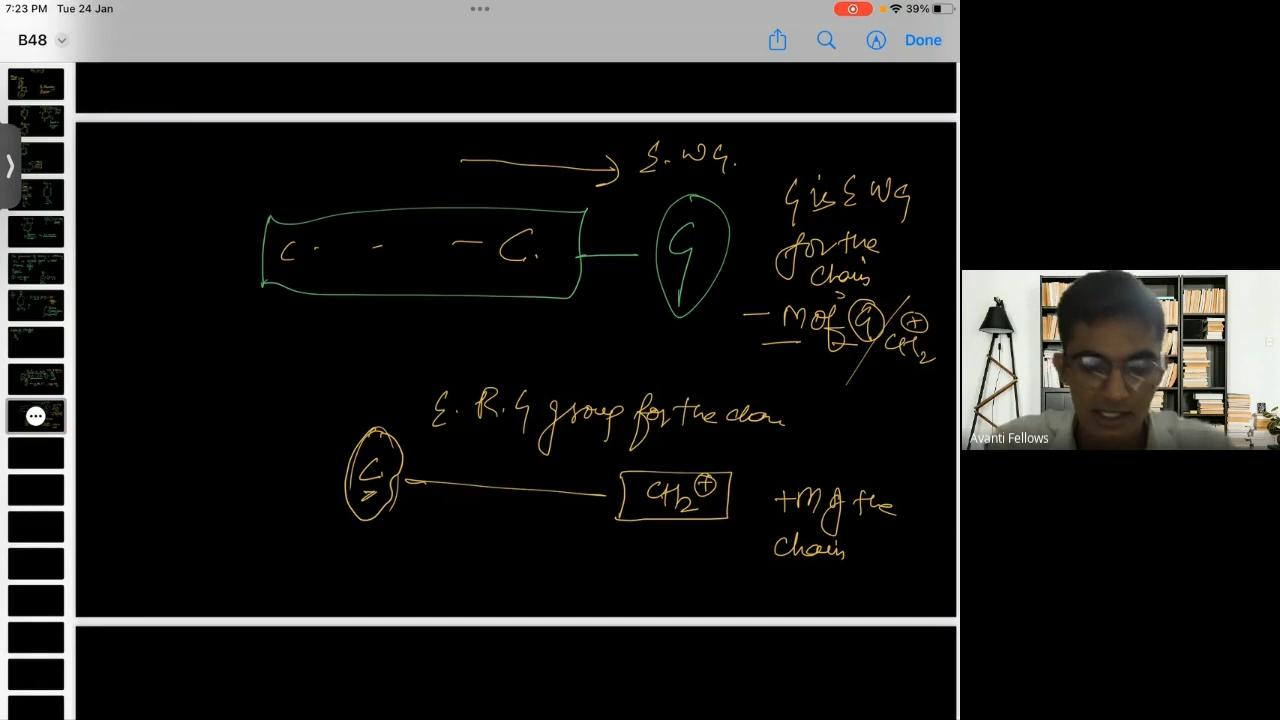 7:23 PM Tue 24 Jan
39%
B48
Done
E. W G.
C - - - C.
G
G is E W G
for the
chain
- M of G / CH2 +
E. R. G group for the chain
G
CH2 +
+M of the
chain
Avanti Fellows